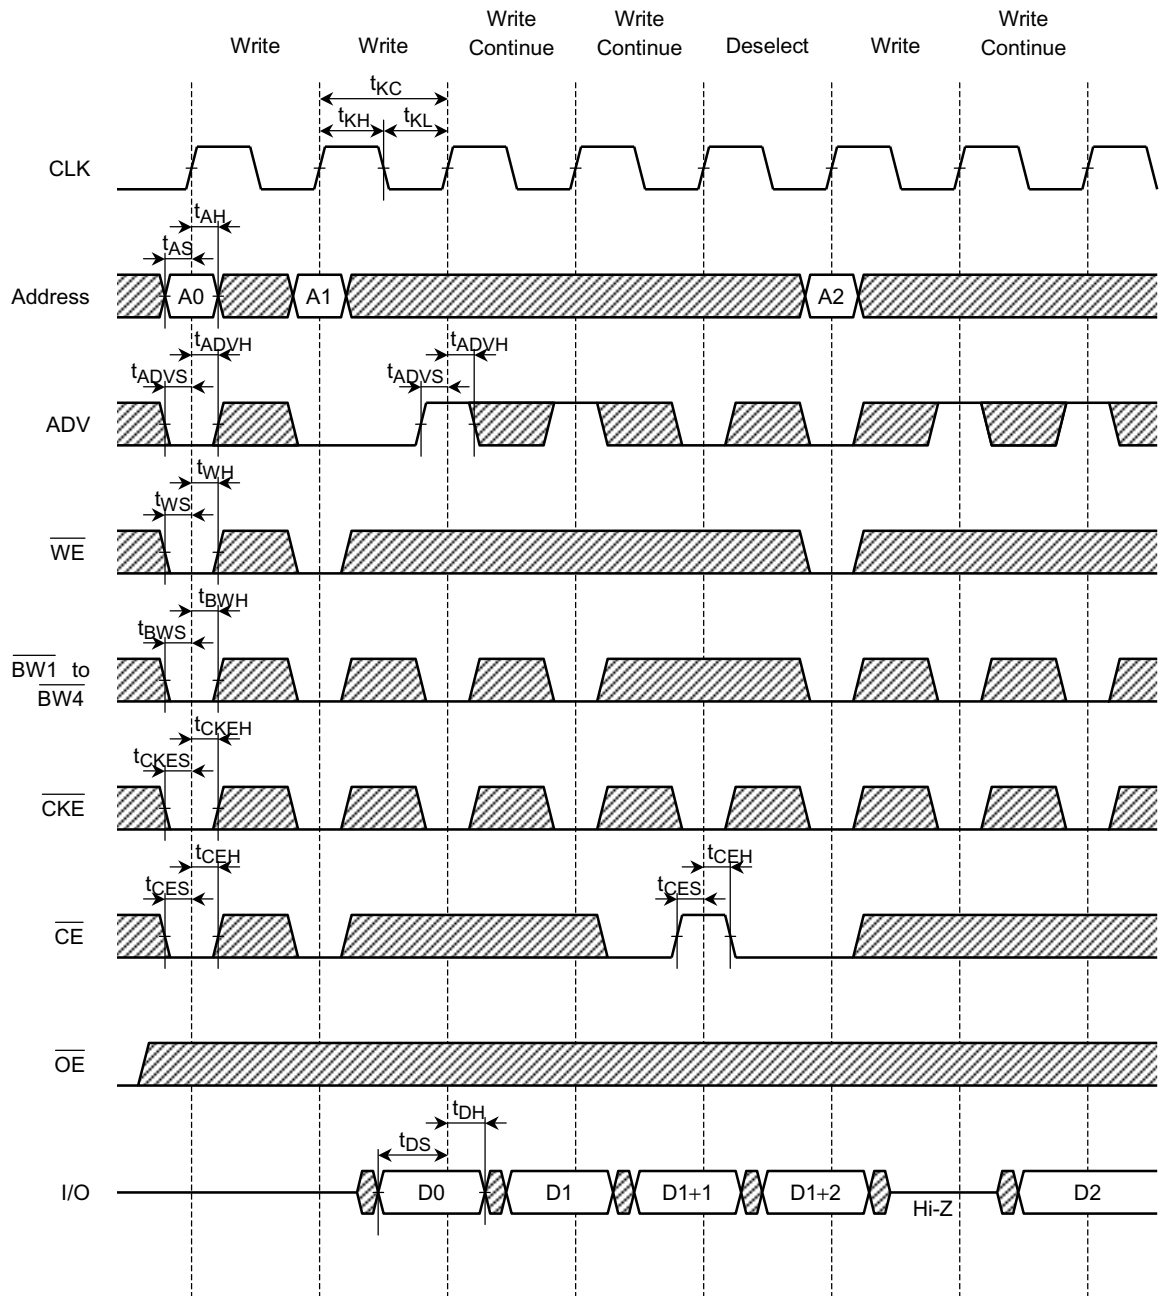 Write
Write
Write
Continue
Write
Continue
Deselect
Write
Write
Continue
tKC
tKH
tKL
CLK
tAH
tAS
Address
A0
A1
A2
tADVH
tADVS
tADVH
tADVS
ADV
tWH
tWS
WE
tBWH
tBWS
BW1 to
BW4
tCKEH
tCKES
CKE
tCEH
tCES
tCEH
tCES
CE
OE
tDH
tDS
I/O
D0
D1
D1+1
D1+2
Hi-Z
D2